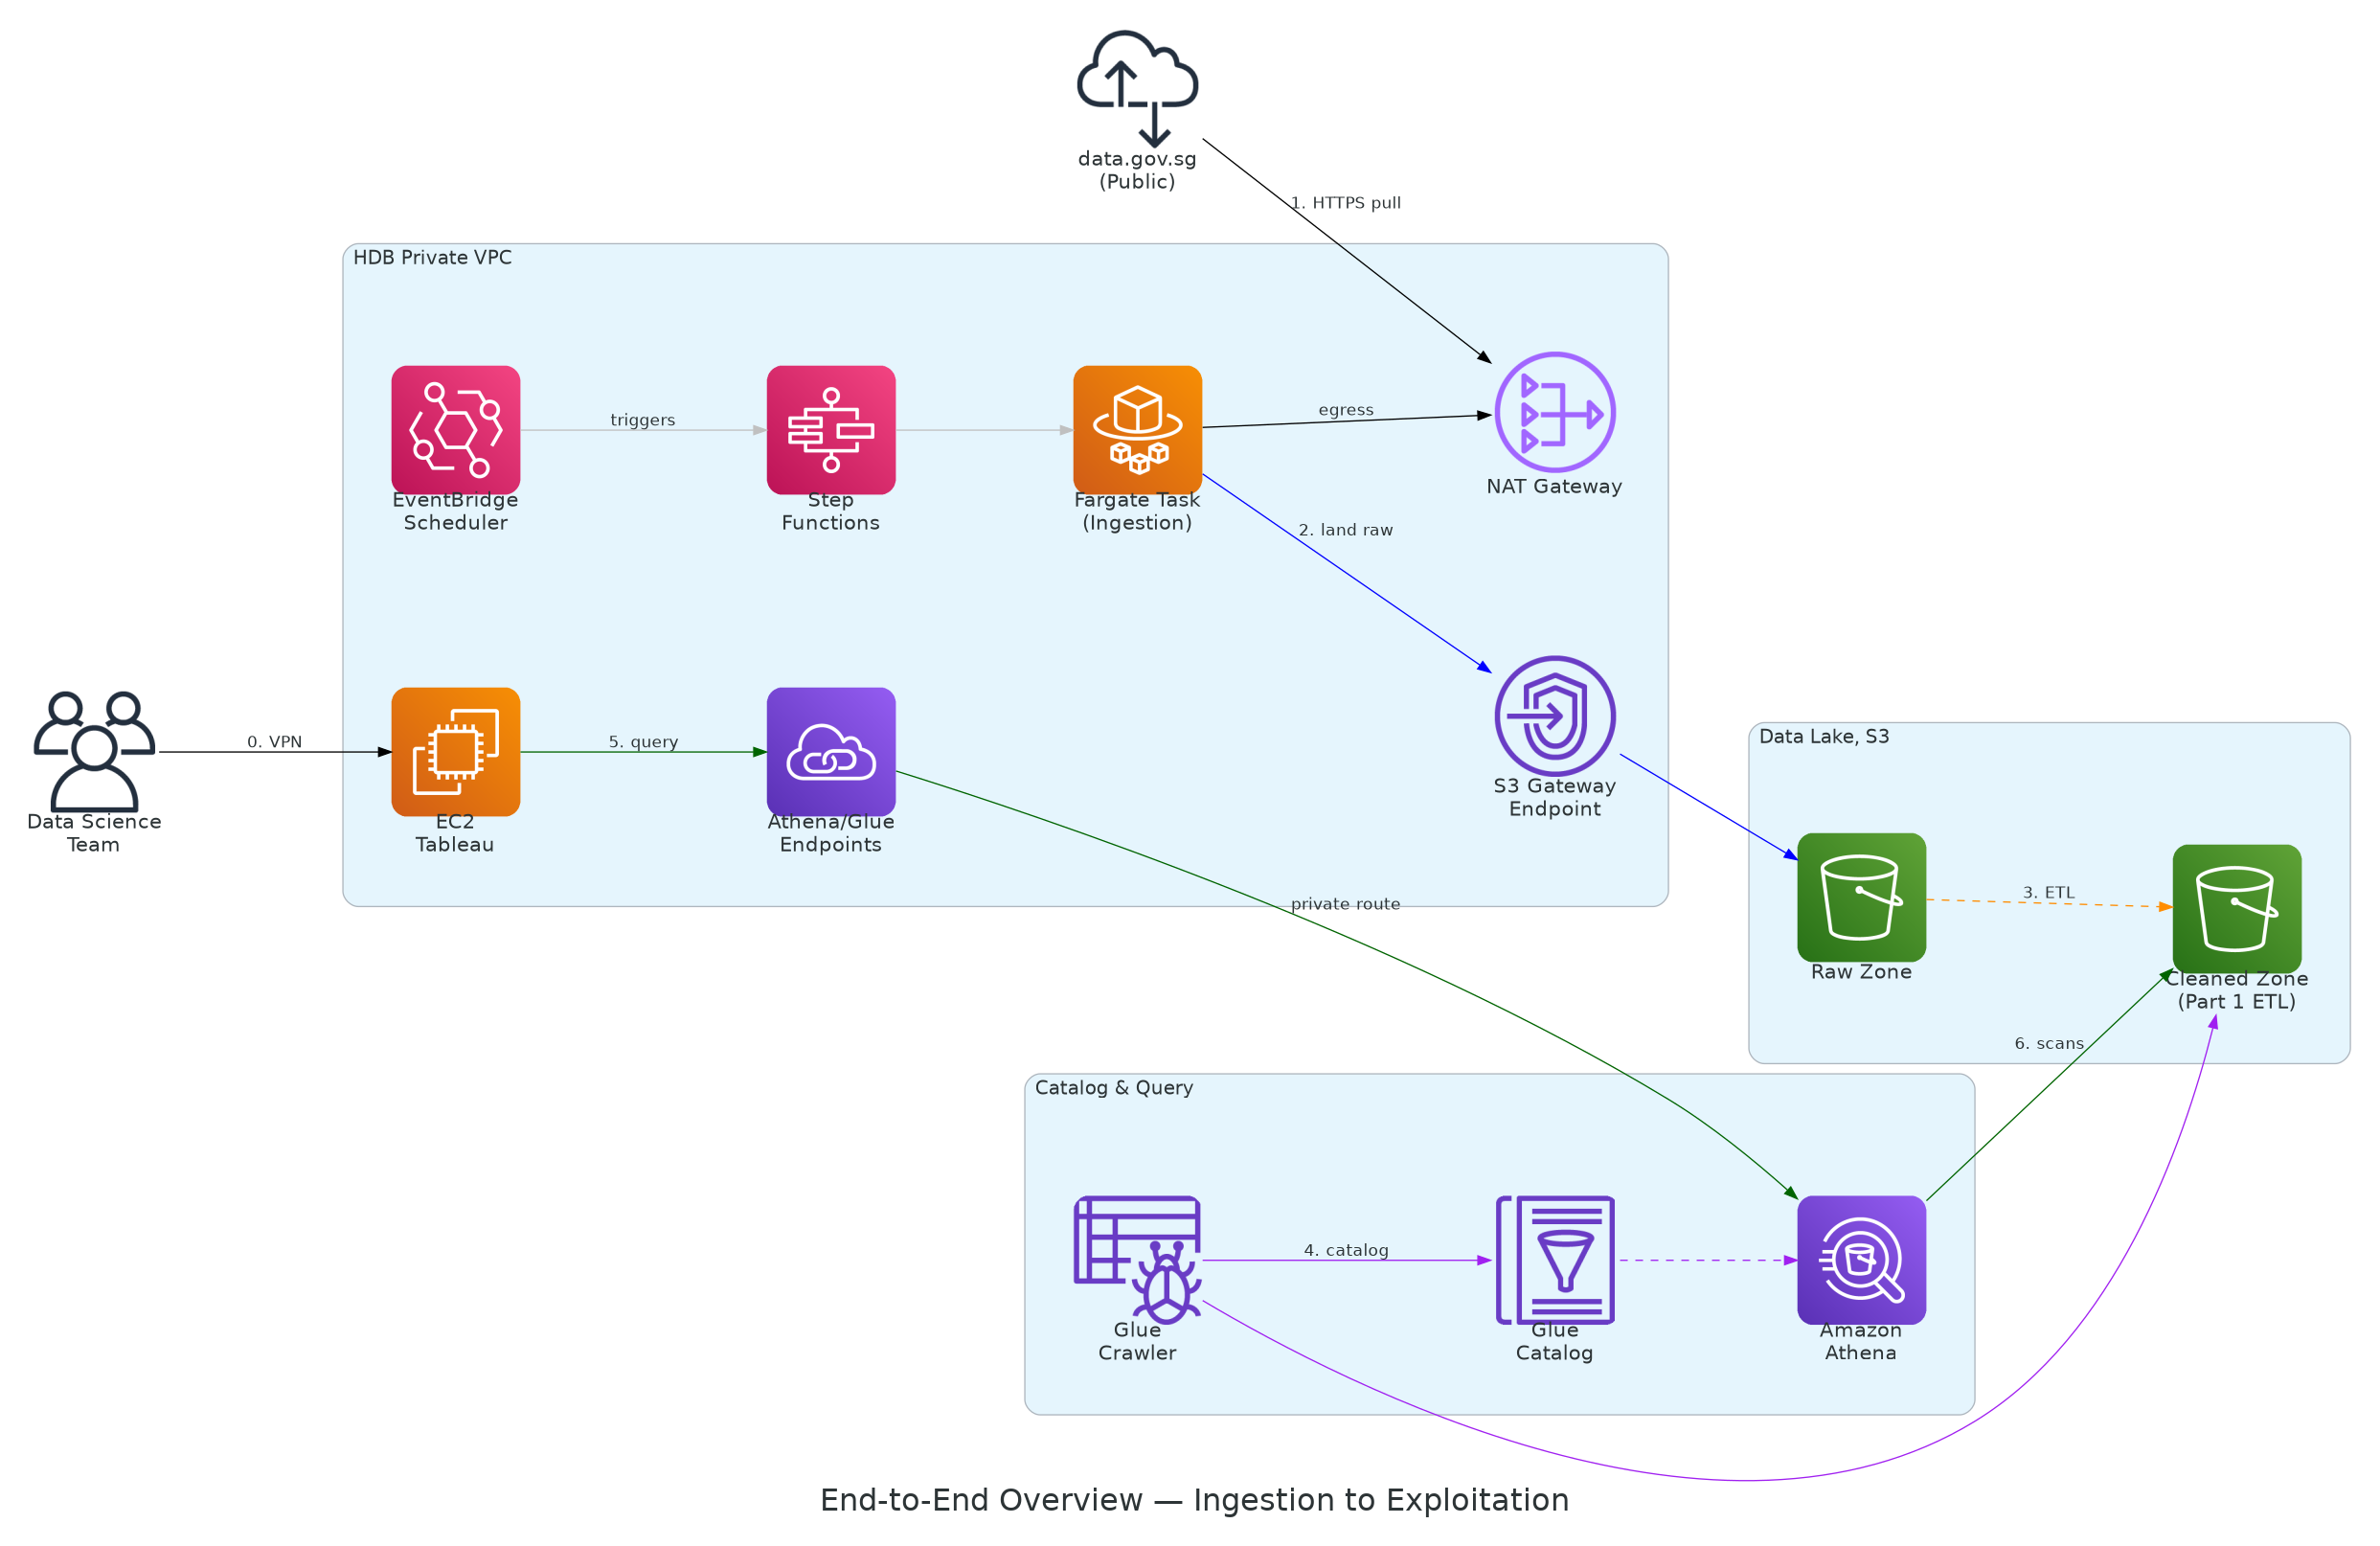 data.gov.sg
(Public)
1. HTTPS pull
HDB Private VPC
EventBridge
Scheduler
triggers
Step
Functions
Fargate Task
(Ingestion)
egress
NAT Gateway
2. land raw
Data Science
Team
0. VPN
EC2
Tableau
5. query
Athena/Glue
Endpoints
S3 Gateway
Endpoint
private route
Data Lake, S3
Raw Zone
3. ETL
Cleaned Zone
(Part 1 ETL)
6. scans
Catalog & Query
Glue
Crawler
4. catalog
Glue
Catalog
Amazon
Athena
End-to-End Overview — Ingestion to Exploitation